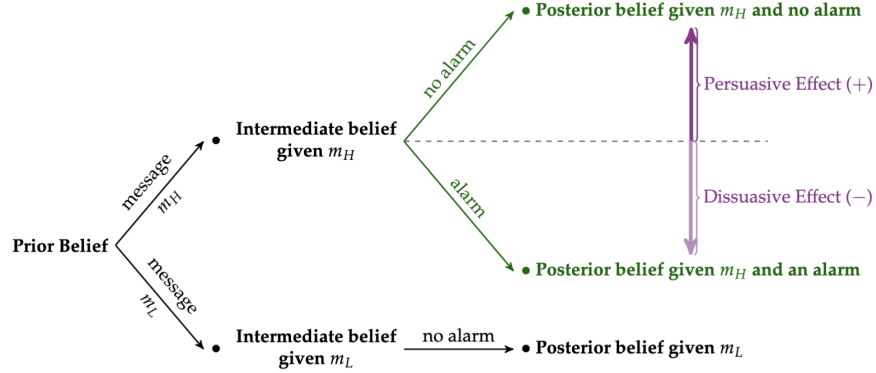 Posterior belief given m_H and no alarm
no alarm
Persuasive Effect (+)
Intermediate belief
given m_H
message
m_H
alarm
Dissuasive Effect (−)
Prior Belief
message
m_L
Posterior belief given m_H and an alarm
Intermediate belief
given m_L
no alarm
Posterior belief given m_L